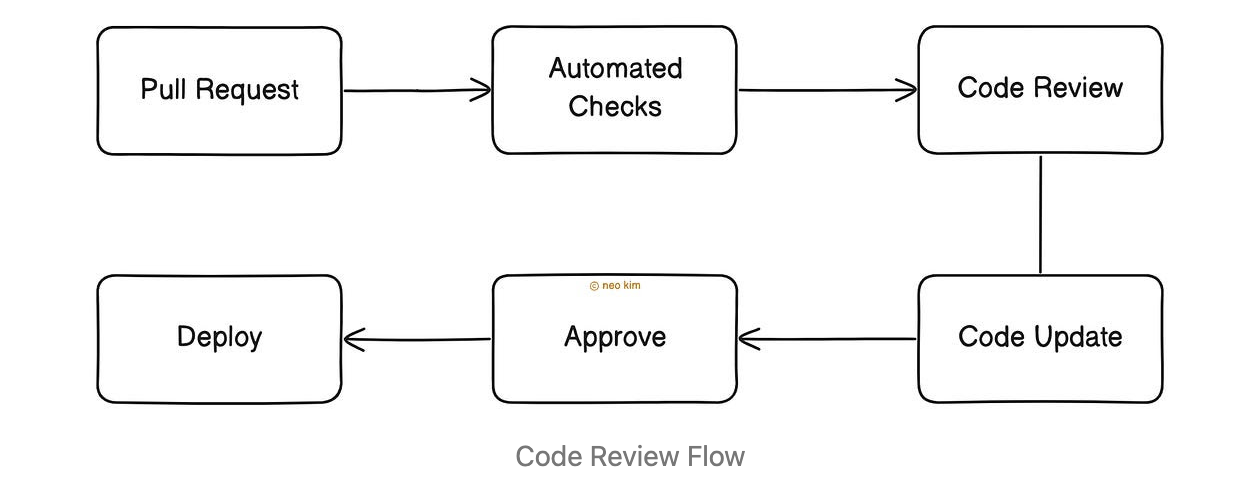 Pull Request
Automated
Checks
Code Review
Deploy
© neo kim
Approve
Code Update
Code Review Flow